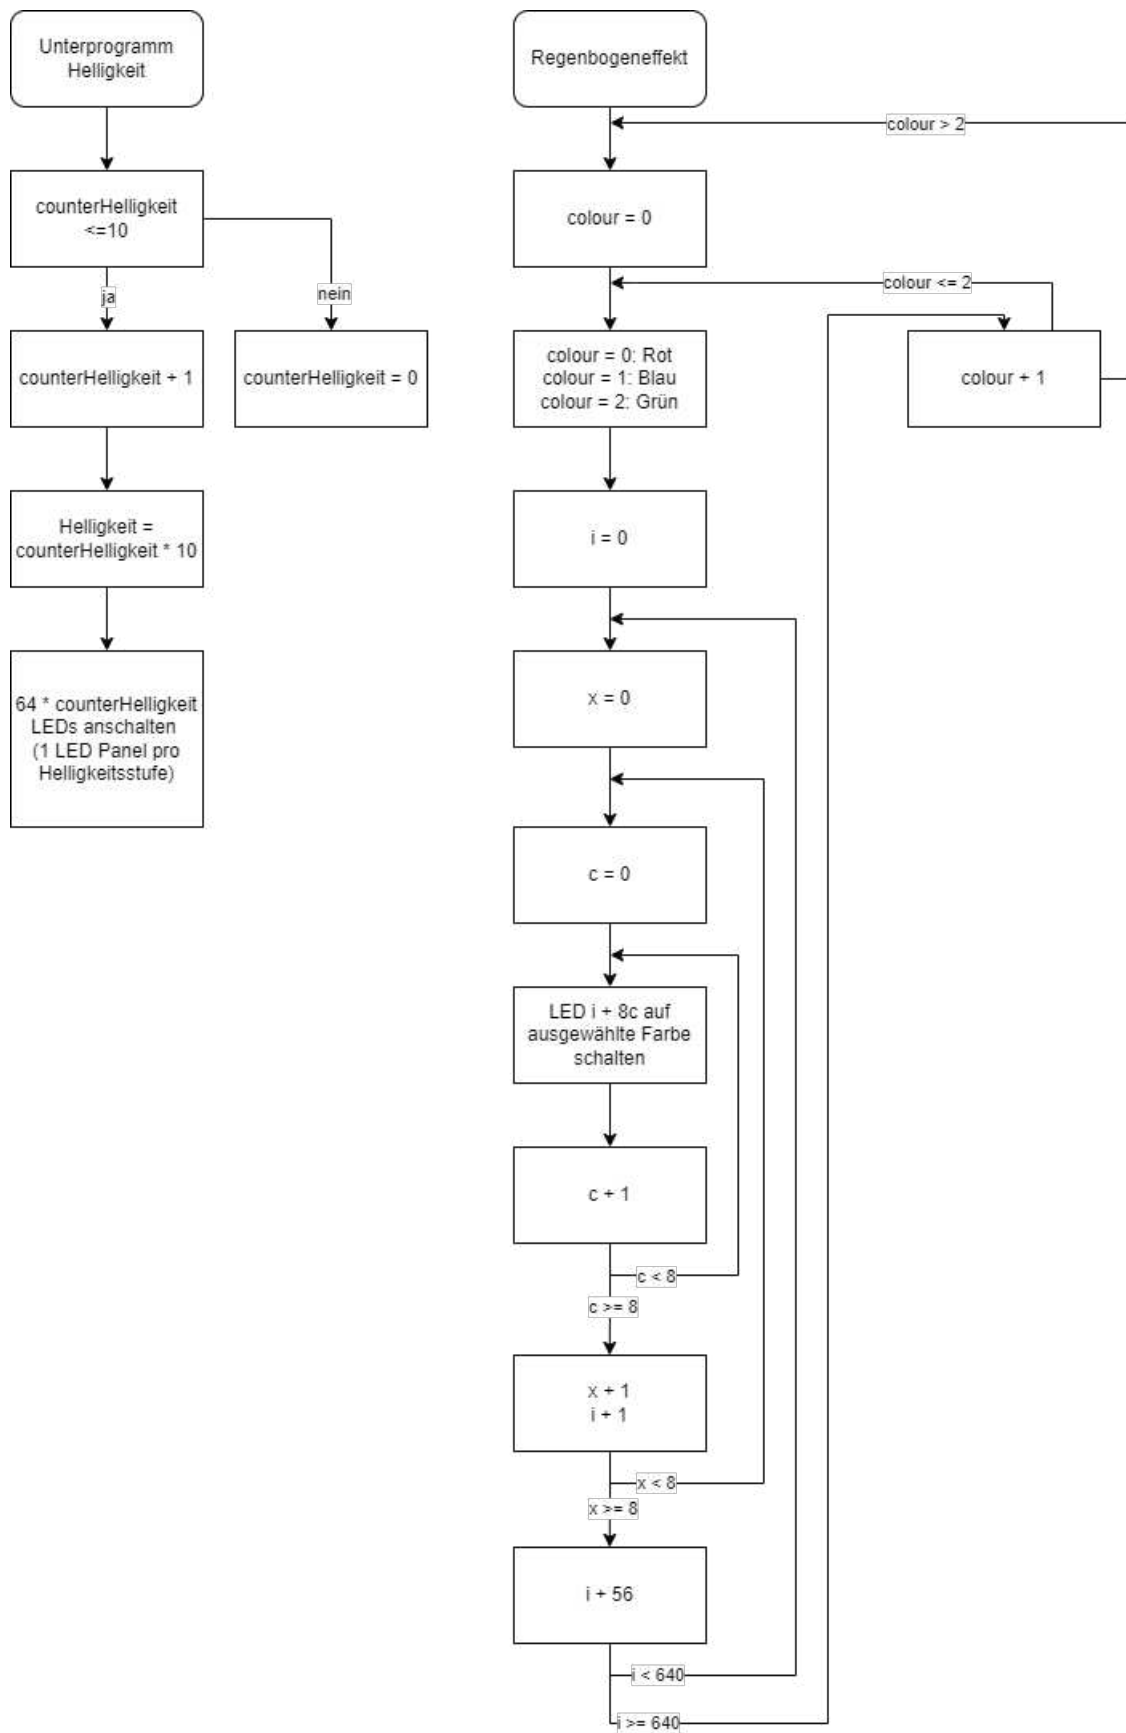 Unterprogramm
Helligkeit
counterHelligkeit
<=10
ja
nein
counterHelligkeit + 1
counterHelligkeit = 0
Helligkeit =
counterHelligkeit * 10
64 * counterHelligkeit
LEDs anschalten
(1 LED Panel pro
Helligkeitsstufe)
Regenbogeneffekt
colour > 2
colour = 0
colour <= 2
colour = 0: Rot
colour = 1: Blau
colour = 2: Grün
colour + 1
i = 0
x = 0
c = 0
LED i + 8c auf
ausgewählte Farbe
schalten
c + 1
c < 8
c >= 8
x + 1
i + 1
x < 8
x >= 8
i + 56
i < 640
i >= 640